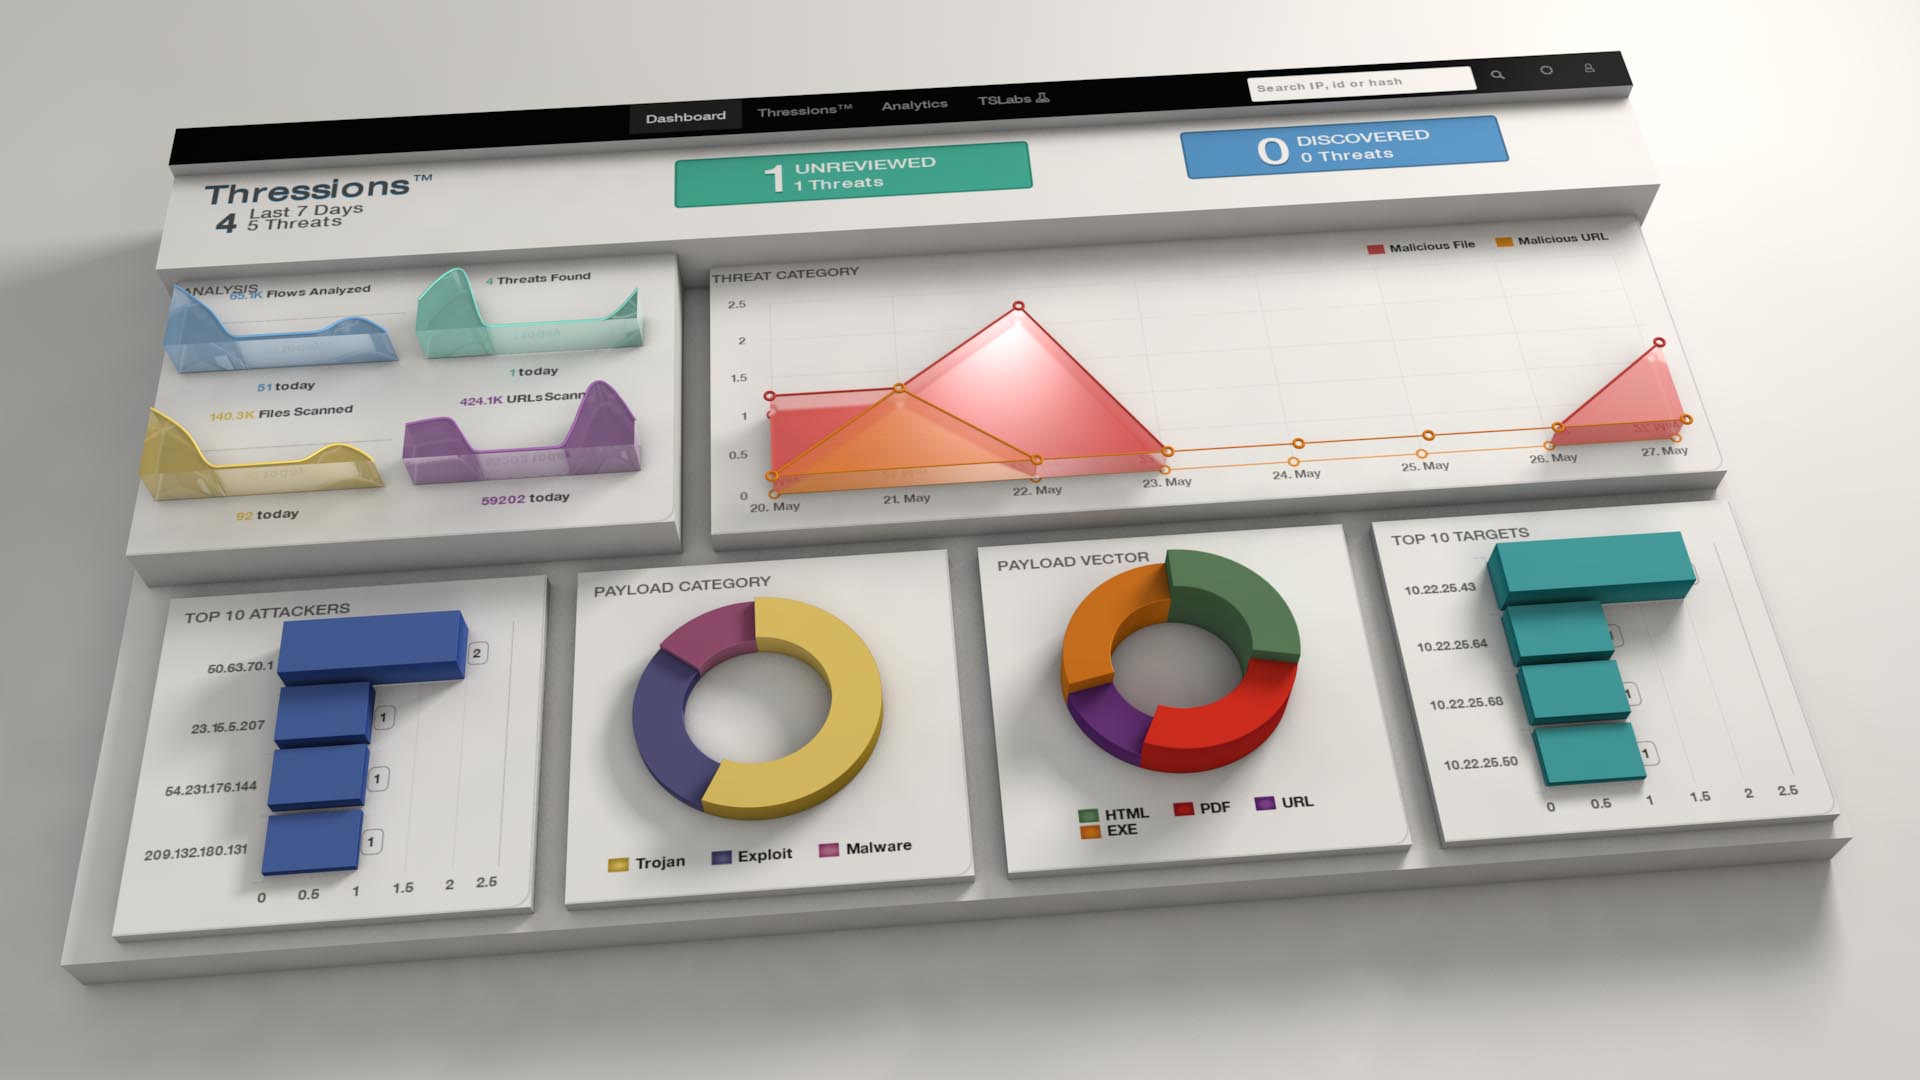 Dashboard
Thressions™
Analytics
TSLabs
Search IP, id or hash
Thressions™
4 Last 7 Days
5 Threats
1 UNREVIEWED
1 Threats
0 DISCOVERED
0 Threats
ANALYSIS
65.1K Flows Analyzed
51 today
4 Threats Found
1 today
140.3K Files Scanned
92 today
424.1K URLs Scann
59202 today
THREAT CATEGORY
Malicious File
Malicious URL
2.5
2
1.5
1
0.5
0
20. May
21. May
22. May
23. May
24. May
25. May
26. May
27. May
TOP 10 ATTACKERS
50.63.70.1
2
23.15.5.207
1
54.231.176.144
1
209.132.180.131
1
0 0.5 1 1.5 2 2.5
PAYLOAD CATEGORY
Trojan
Exploit
Malware
PAYLOAD VECTOR
HTML
PDF
URL
EXE
TOP 10 TARGETS
10.22.25.43
10.22.25.64
1
10.22.25.68
1
10.22.25.50
1
0 0.5 1 1.5 2 2.5